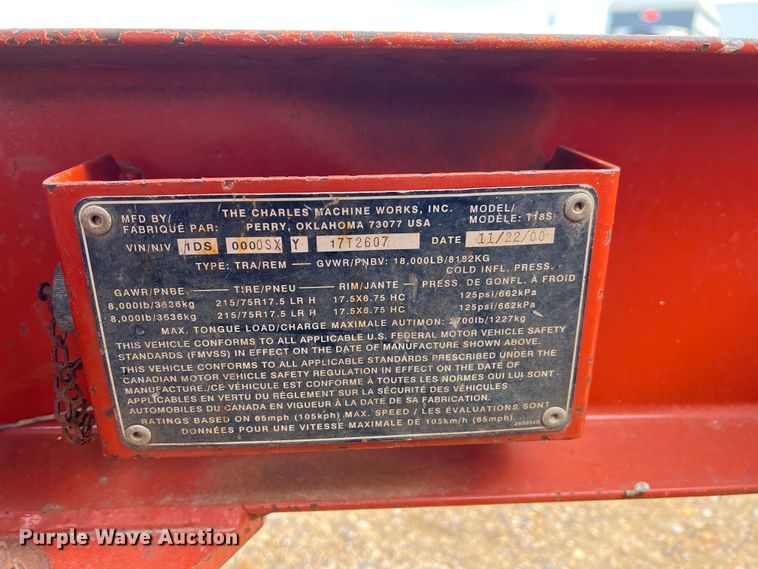 MFD BY/ THE CHARLES MACHINE WORKS, INC. MODEL/
FABRIQUÉ PAR: PERRY, OKLAHOMA 73077 USA MODÈLE: T18S
VIN/NIV 1DS 0000SX Y 17T2607 DATE 11/22/00
TYPE: TRA/REM — GVWR/PNBV: 18,000LB/8182KG
COLD INFL. PRESS.
GAWR/PNBE — TIRE/PNEU — RIM/JANTE — PRESS. DE GONFL. À FROID
8,000lb/3636kg 215/75R17.5 LR H 17.5X6.75 HC 125psi/662kPa
8,000lb/3636kg 215/75R17.5 LR H 17.5X6.75 HC 125psi/662kPa
MAX. TONGUE LOAD/CHARGE MAXIMALE AUTIMON: 2700lb/1227kg
THIS VEHICLE CONFORMS TO ALL APPLICABLE U.S. FEDERAL MOTOR VEHICLE SAFETY
STANDARDS (FMVSS) IN EFFECT ON THE DATE OF MANUFACTURE SHOWN ABOVE.
THIS VEHICLE CONFORMS TO ALL APPLICABLE STANDARDS PRESCRIBED UNDER THE
CANADIAN MOTOR VEHICLE SAFETY REGULATION IN EFFECT ON THE DATE OF
MANUFACTURE./CE VÉHICULE EST CONFORME À TOUTES LES NORMES QUI LUI SONT
APPLICABLES EN VERTU DU RÈGLEMENT SUR LA SÉCURITÉ DES VÉHICULES
AUTOMOBILES DU CANADA EN VIGUEUR À LA DATE DE SA FABRICATION.
RATINGS BASED ON 65mph (105kph) MAX. SPEED / LES ÉVALUATIONS SONT
DONNÉES POUR UNE VITESSE MAXIMALE DE 105km/h (65mph)
Purple Wave Auction